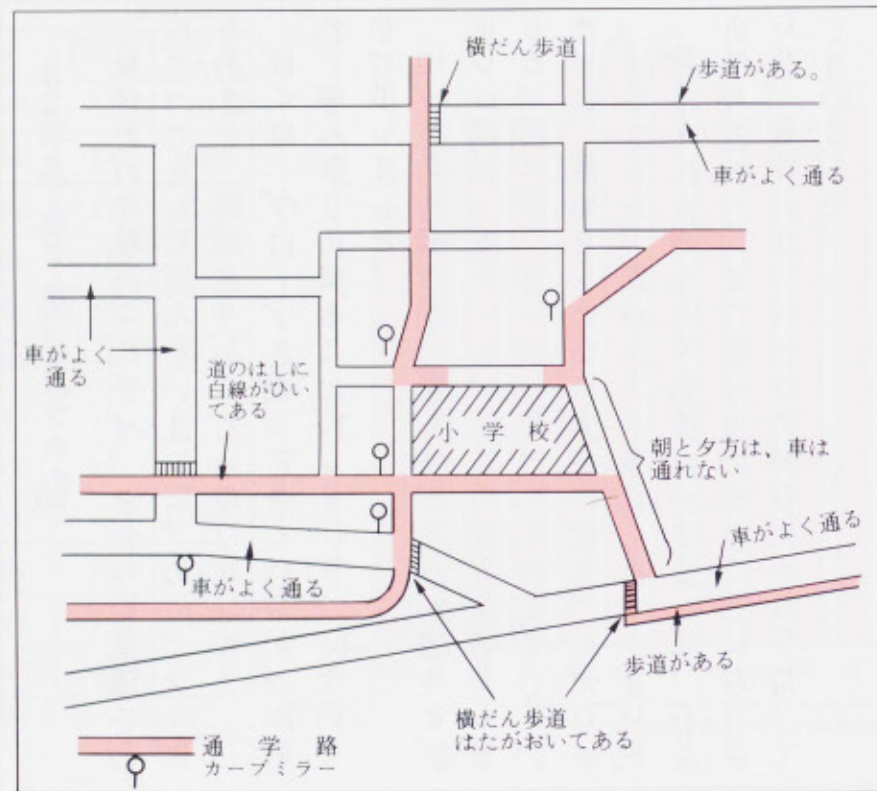 横だん歩道
歩道がある。
車がよく通る
車がよく
通る
道のはしに
白線がひい
てある
小学校
朝と夕方は、車は
通れない
車がよく通る
車がよく通る
歩道がある
横だん歩道
はたがおいてある
通学路
カーブミラー